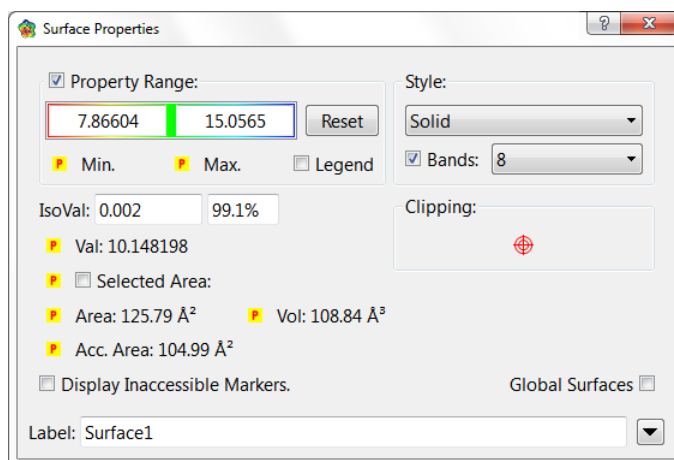 Surface Properties
Property Range:
7.86604 15.0565 Reset
P Min. P Max. Legend
Style:
Solid
Bands: 8
IsoVal: 0.002 99.1%
Clipping:
P Val: 10.148198
P Selected Area:
P Area: 125.79 Å² P Vol: 108.84 Å³
P Acc. Area: 104.99 Å²
Display Inaccessible Markers. Global Surfaces
Label: Surface1